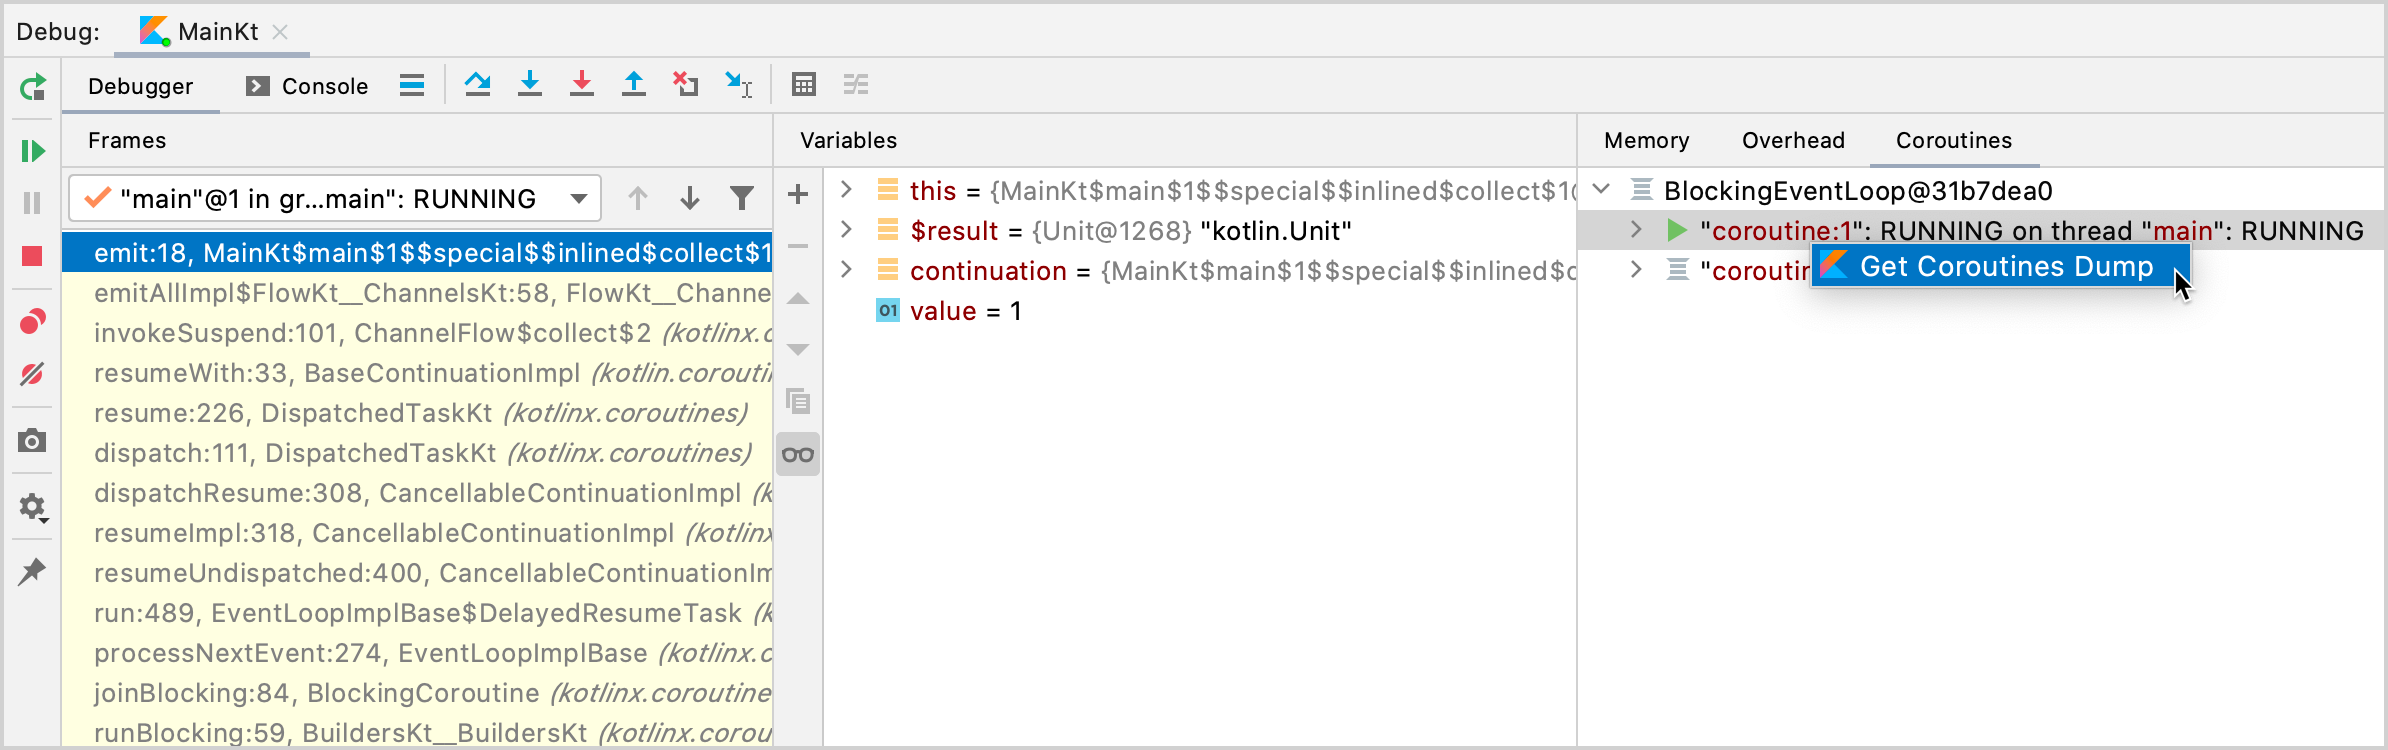 Debug: MainKt
Debugger Console
Frames
"main"@1 in gr...main": RUNNING
emit:18, MainKt$main$1$$special$$inlined$collect$1
emitAllImpl$FlowKt__ChannelsKt:58, FlowKt__Channe
invokeSuspend:101, ChannelFlow$collect$2 (kotlinx.c
resumeWith:33, BaseContinuationImpl (kotlin.corouti
resume:226, DispatchedTaskKt (kotlinx.coroutines)
dispatch:111, DispatchedTaskKt (kotlinx.coroutines)
dispatchResume:308, CancellableContinuationImpl (k
resumeImpl:318, CancellableContinuationImpl (kotlinx
resumeUndispatched:400, CancellableContinuationIm
run:489, EventLoopImplBase$DelayedResumeTask (k
processNextEvent:274, EventLoopImplBase (kotlinx.c
joinBlocking:84, BlockingCoroutine (kotlinx.coroutine
runBlocking:59, BuildersKt__BuildersKt (kotlinx.corou
Variables
this = {MainKt$main$1$$special$$inlined$collect$1@
$result = {Unit@1268} "kotlin.Unit"
continuation = {MainKt$main$1$$special$$inlined$c
01 value = 1
Memory Overhead Coroutines
BlockingEventLoop@31b7dea0
"coroutine:1": RUNNING on thread "main": RUNNING
"coroutin
Get Coroutines Dump